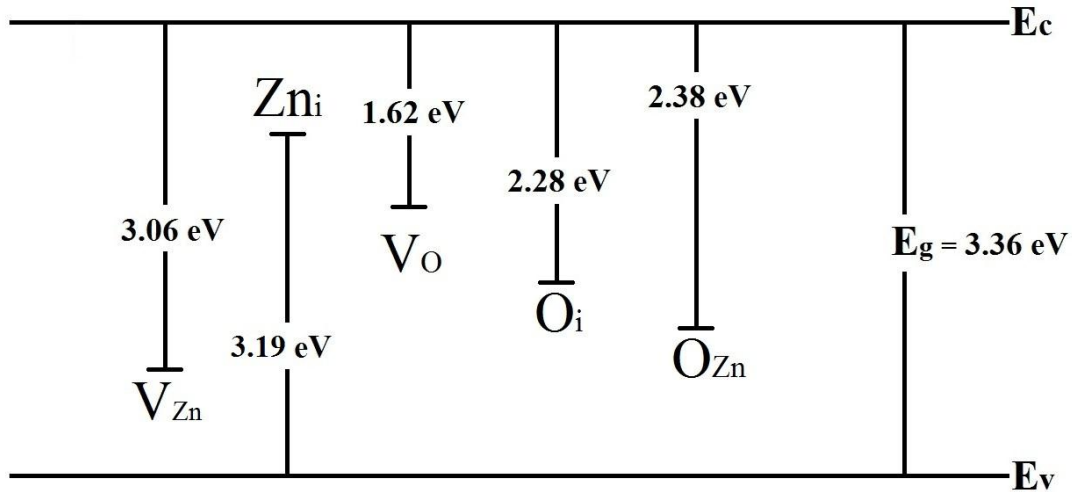 Ec
Zni
1.62 eV
2.38 eV
2.28 eV
3.06 eV
VO
Eg = 3.36 eV
Oi
3.19 eV
OZn
VZn
Ev